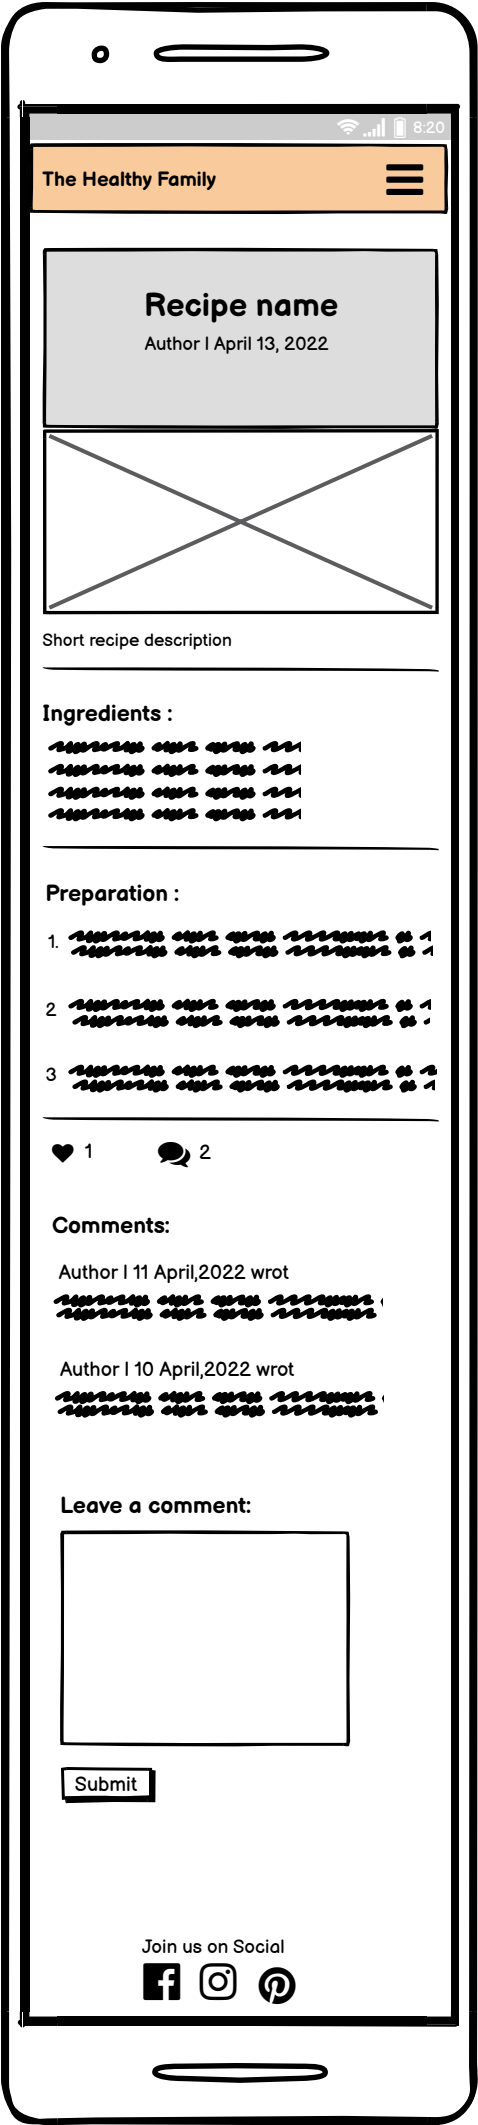 8:20
The Healthy Family
Recipe name
Author | April 13, 2022
Short recipe description
Ingredients :
Preparation :
1.
2
3
1 2
Comments:
Author | 11 April,2022 wrot
Author | 10 April,2022 wrot
Leave a comment:
Submit
Join us on Social